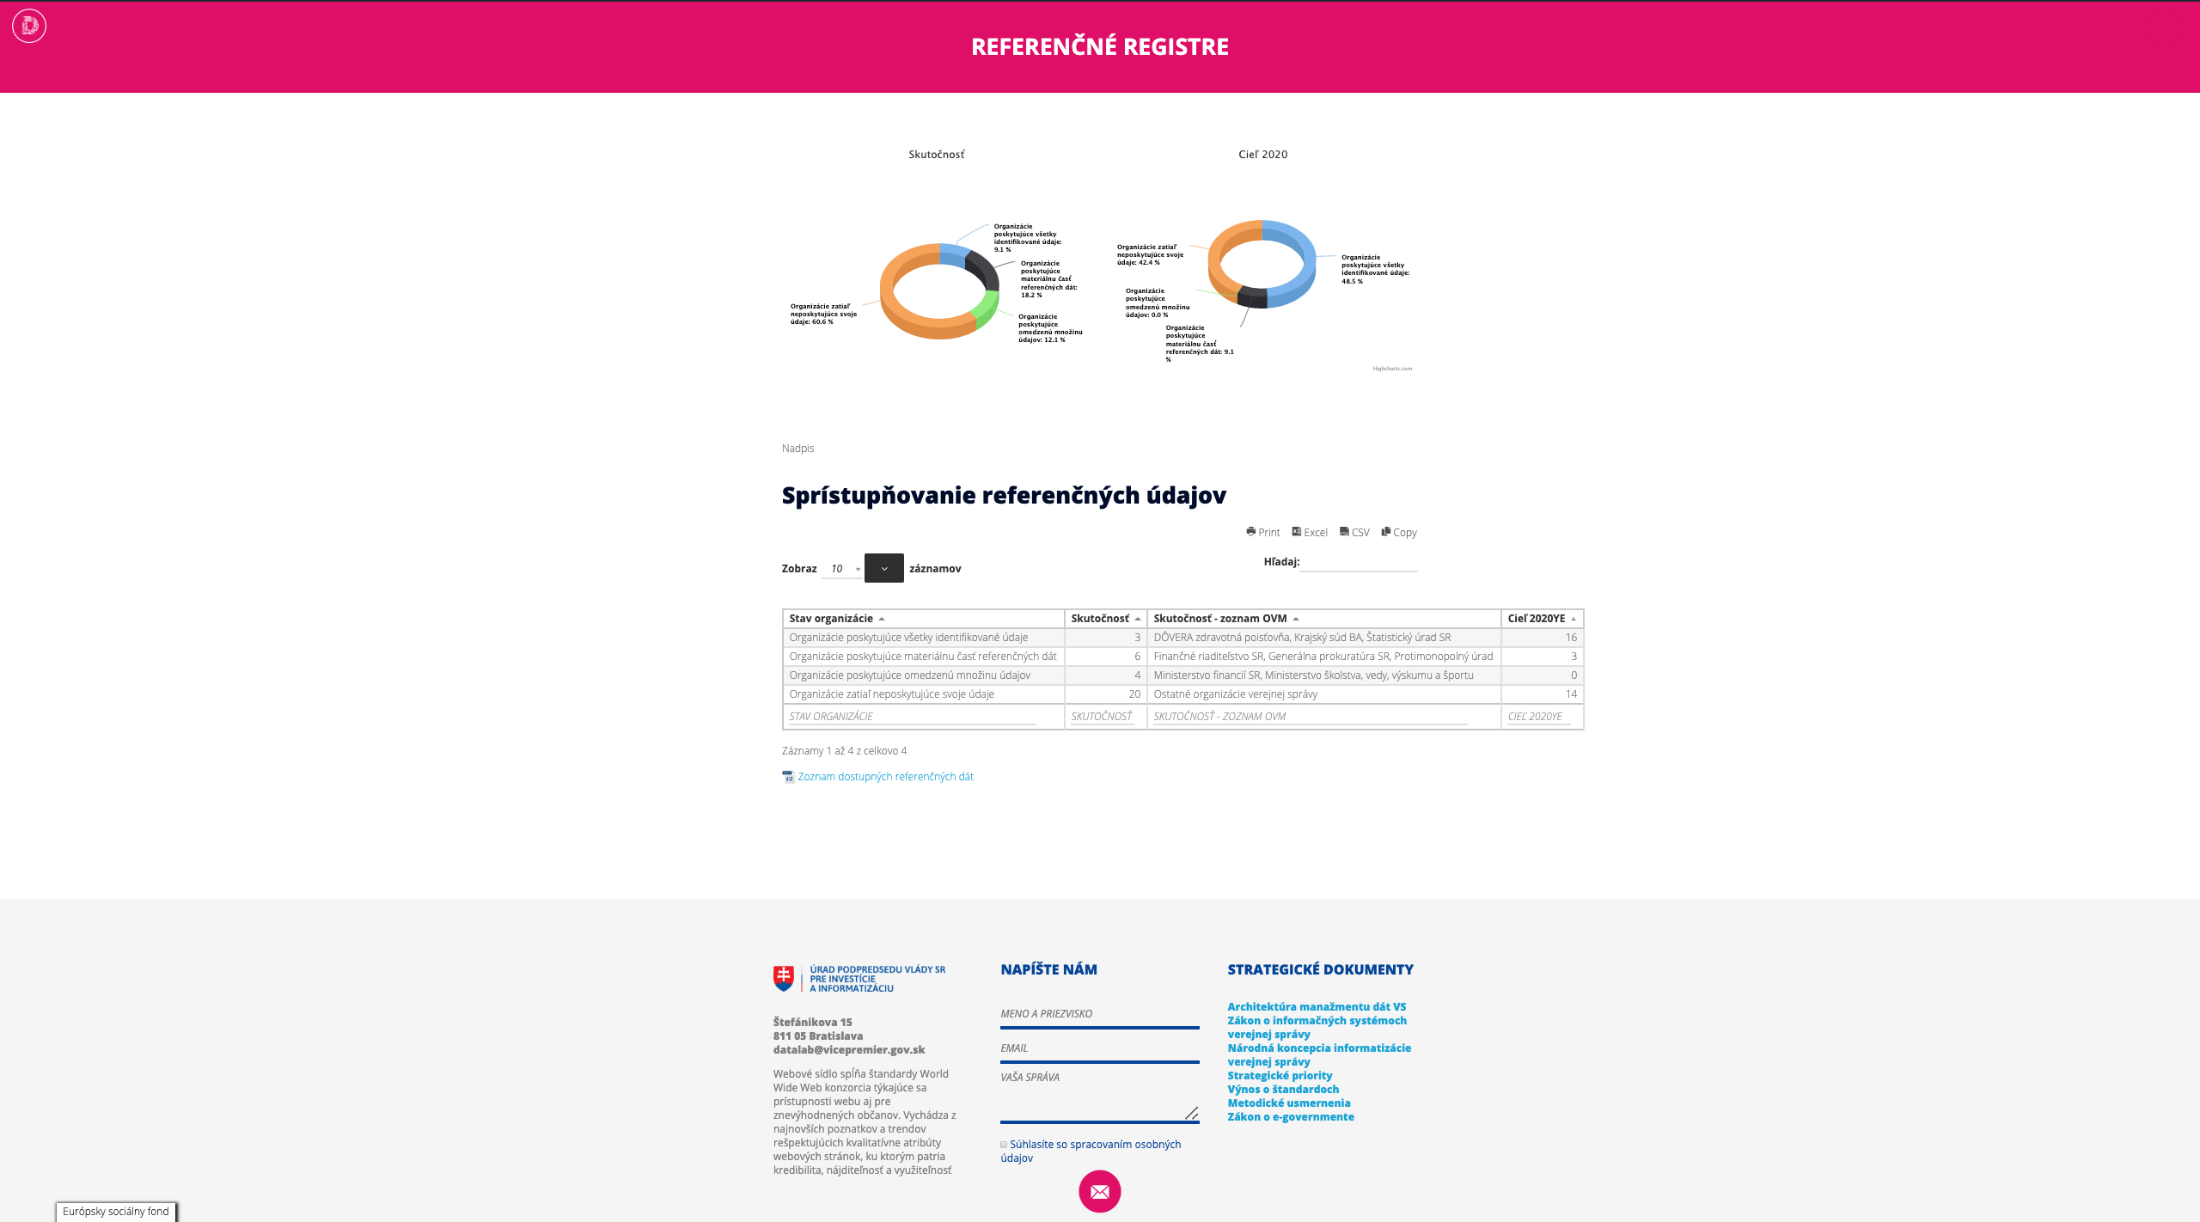 REFERENČNÉ REGISTRE
Skutočnosť
Organizácie
poskytujúce všetky
identifikované údaje:
9.1 %
Organizácie
poskytujúce
materiálnu časť
referenčných dát:
18.2 %
Organizácie
poskytujúce
omedzenú množinu
údajov: 12.1 %
Organizácie zatiaľ
neposkytujúce svoje
údaje: 60.6 %
Cieľ 2020
Organizácie zatiaľ
neposkytujúce svoje
údaje: 42.4 %
Organizácie
poskytujúce všetky
identifikované údaje:
48.5 %
Organizácie
poskytujúce
omedzenú množinu
údajov: 0.0 %
Organizácie
poskytujúce
materiálnu časť
referenčných dát: 9.1
%
Highcharts.com
Nadpis
Sprístupňovanie referenčných údajov
Print Excel CSV Copy
Zobraz 10 záznamov Hľadaj:
Stav organizácie Skutočnosť Skutočnosť - zoznam OVM Cieľ 2020YE
Organizácie poskytujúce všetky identifikované údaje 3 DÔVERA zdravotná poisťovňa, Krajský súd BA, Štatistický úrad SR 16
Organizácie poskytujúce materiálnu časť referenčných dát 6 Finančné riaditeľstvo SR, Generálna prokuratúra SR, Protimonopolný úrad 3
Organizácie poskytujúce omedzenú množinu údajov 4 Ministerstvo financií SR, Ministerstvo školstva, vedy, výskumu a športu 0
Organizácie zatiaľ neposkytujúce svoje údaje 20 Ostatné organizácie verejnej správy 14
STAV ORGANIZÁCIE SKUTOČNOSŤ SKUTOČNOSŤ - ZOZNAM OVM CIEĽ 2020YE
Záznamy 1 až 4 z celkovo 4
Zoznam dostupných referenčných dát
ÚRAD PODPREDSEDU VLÁDY SR
PRE INVESTÍCIE
A INFORMATIZÁCIU
Štefánikova 15
811 05 Bratislava
datalab@vicepremier.gov.sk
Webové sídlo spĺňa štandardy World
Wide Web konzorcia týkajúce sa
prístupnosti webu aj pre
znevýhodnených občanov. Vychádza z
najnovších poznatkov a trendov
rešpektujúcich kvalitatívne atribúty
webových stránok, ku ktorým patria
kredibilita, nájditeľnosť a využiteľnosť
NAPÍŠTE NÁM
MENO A PRIEZVISKO
EMAIL
VAŠA SPRÁVA
Súhlasíte so spracovaním osobných
údajov
STRATEGICKÉ DOKUMENTY
Architektúra manažmentu dát VS
Zákon o informačných systémoch
verejnej správy
Národná koncepcia informatizácie
verejnej správy
Strategické priority
Výnos o štandardoch
Metodické usmernenia
Zákon o e-governmente
Európsky sociálny fond